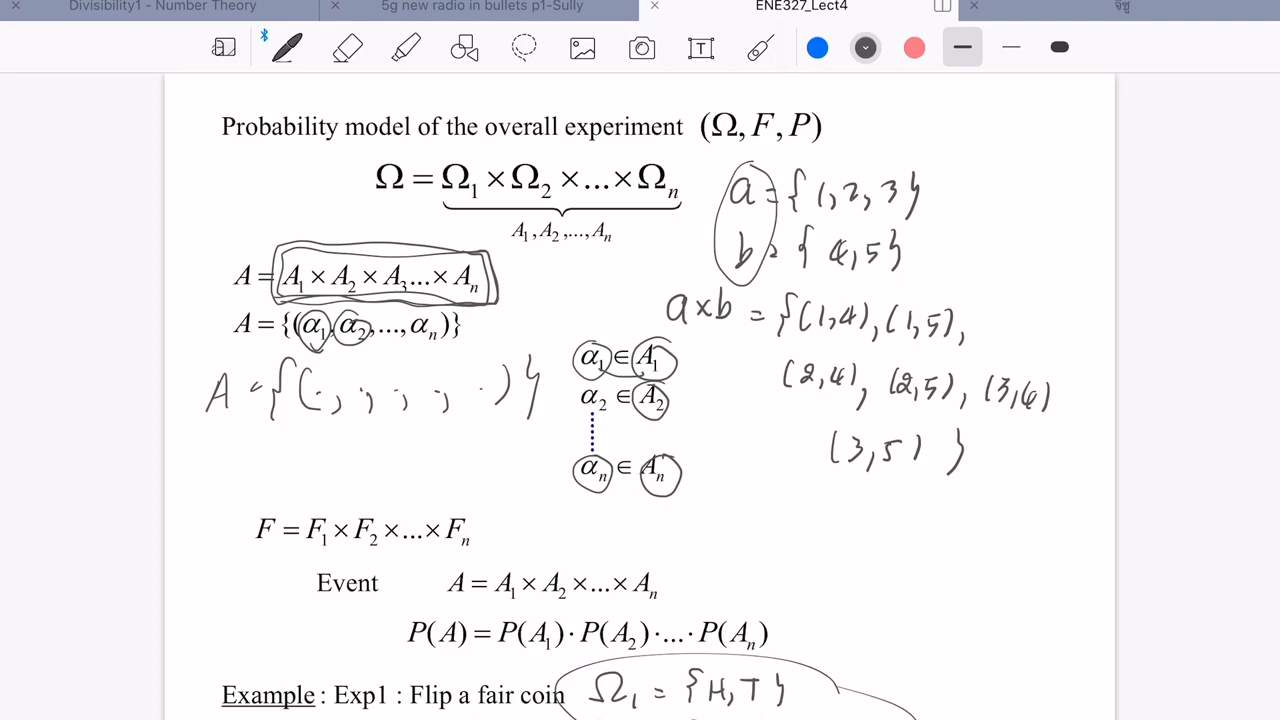 Divisibility1 - Number Theory
5g new radio in bullets p1-Sully
ENE327_Lect4
จิซู
Probability model of the overall experiment (Ω, F, P)
Ω = Ω₁ × Ω₂ × ... × Ωₙ
A₁, A₂, ..., Aₙ
a = {1, 2, 3}
b = {4, 5}
A = A₁ × A₂ × A₃ ... × Aₙ
a × b = {(1,4), (1,5),
(2,4), (2,5), (3,4)
(3,5) }
A = {(α₁, α₂, ..., αₙ)}
A = {( . , . , . , . , . )}
α₁ ∈ A₁
α₂ ∈ A₂
αₙ ∈ Aₙ
F = F₁ × F₂ × ... × Fₙ
Event A = A₁ × A₂ × ... × Aₙ
P(A) = P(A₁) · P(A₂) · ... · P(Aₙ)
Example : Exp1 : Flip a fair coin Ω₁ = {H, T}